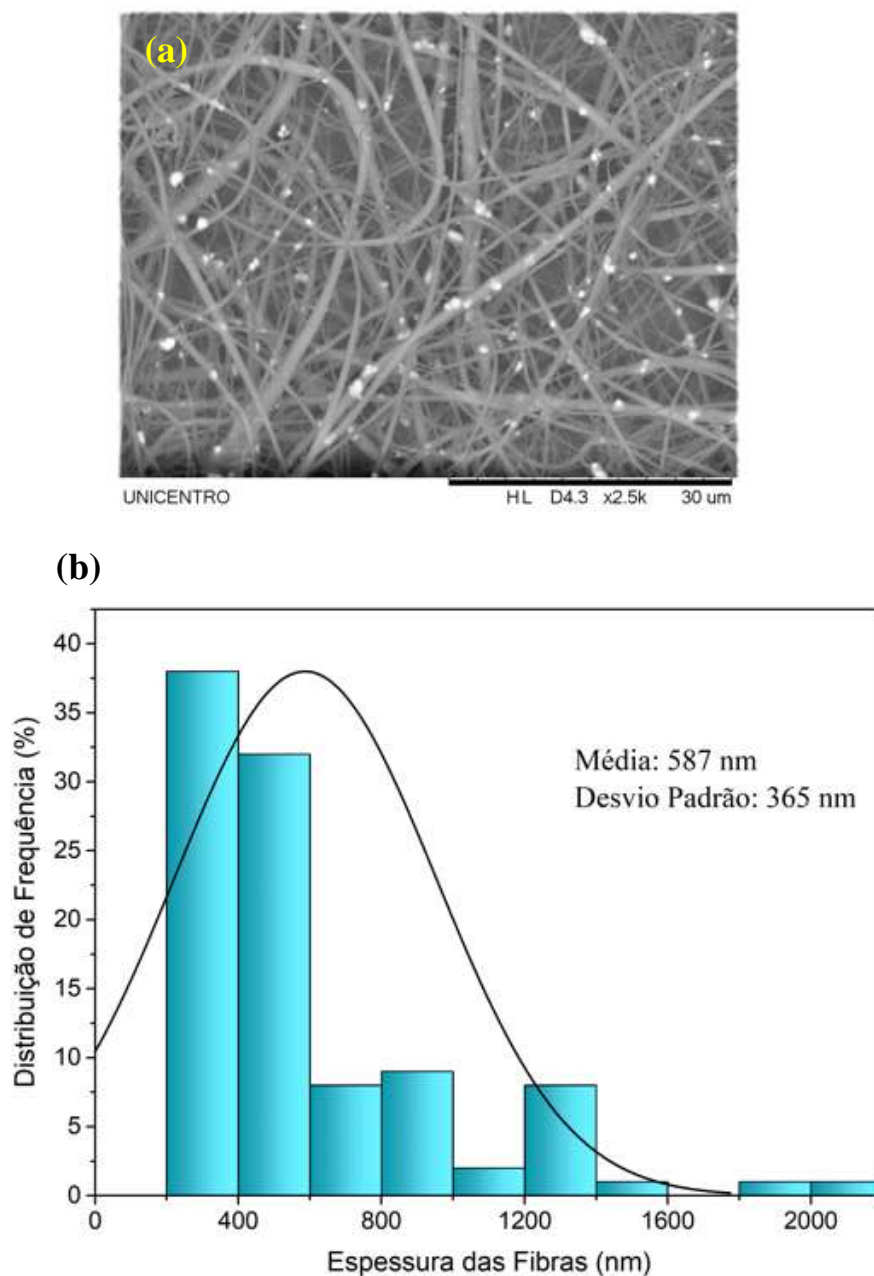 (a)
UNICENTRO HL D4.3 x2.5k 30 um
(b)
40
35
30
25
20
15
10
5
0
Distribuição de Frequência (%)
Média: 587 nm
Desvio Padrão: 365 nm
0 400 800 1200 1600 2000
Espessura das Fibras (nm)